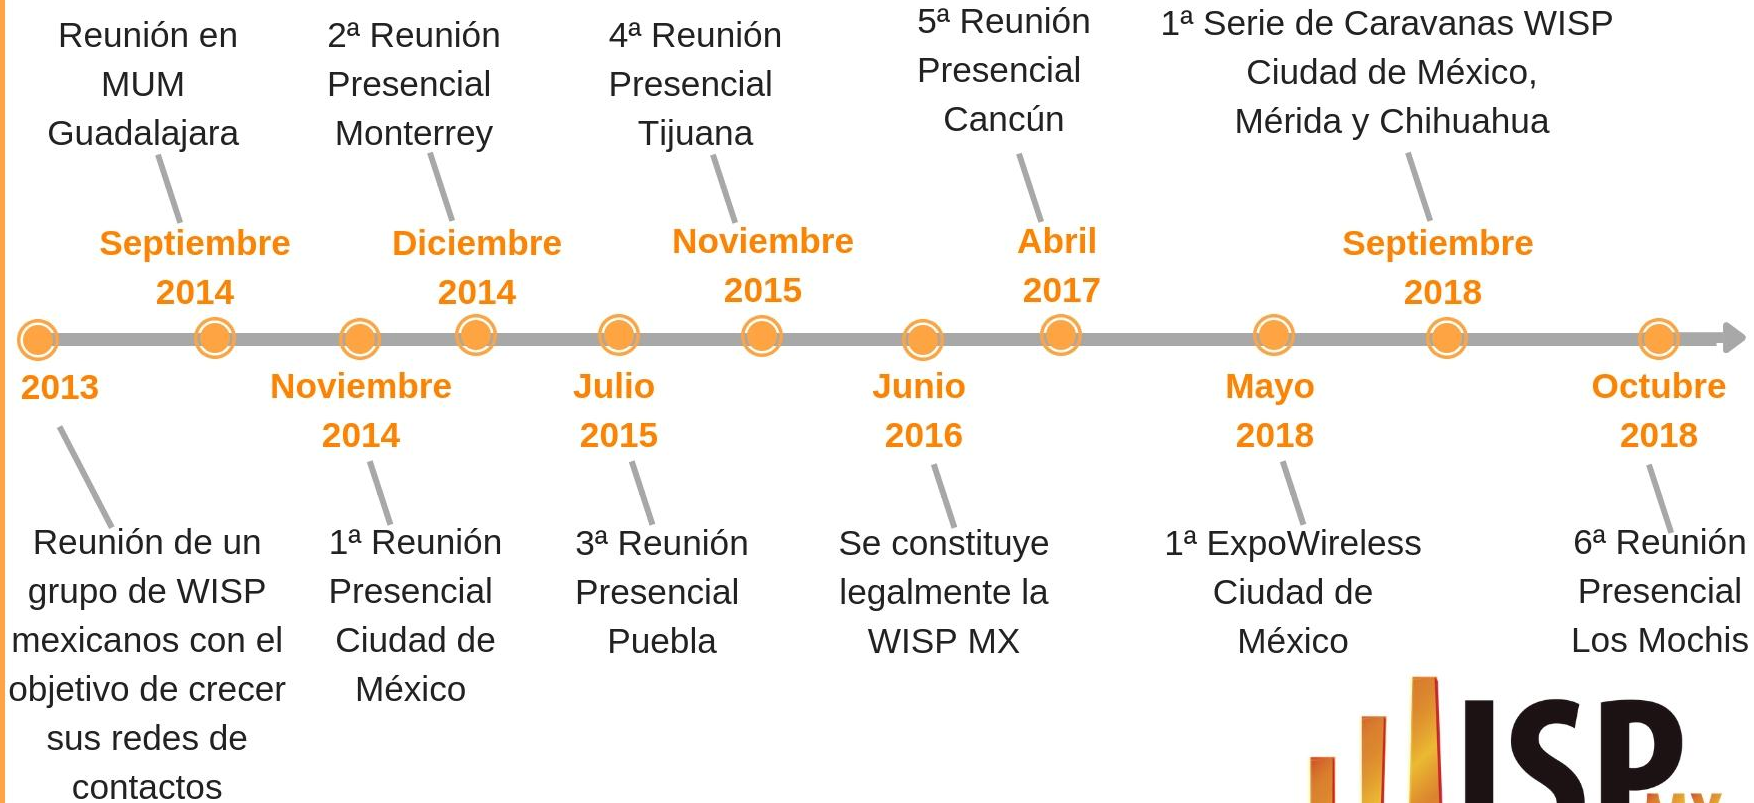 Reunión en
MUM
Guadalajara
2ª Reunión
Presencial
Monterrey
4ª Reunión
Presencial
Tijuana
5ª Reunión
Presencial
Cancún
1ª Serie de Caravanas WISP
Ciudad de México,
Mérida y Chihuahua
Septiembre
2014
Diciembre
2014
Noviembre
2015
Abril
2017
Septiembre
2018
2013
Noviembre
2014
Julio
2015
Junio
2016
Mayo
2018
Octubre
2018
Reunión de un
grupo de WISP
mexicanos con el
objetivo de crecer
sus redes de
contactos
1ª Reunión
Presencial
Ciudad de
México
3ª Reunión
Presencial
Puebla
Se constituye
legalmente la
WISP MX
1ª ExpoWireless
Ciudad de
México
6ª Reunión
Presencial
Los Mochis
ISP
MX